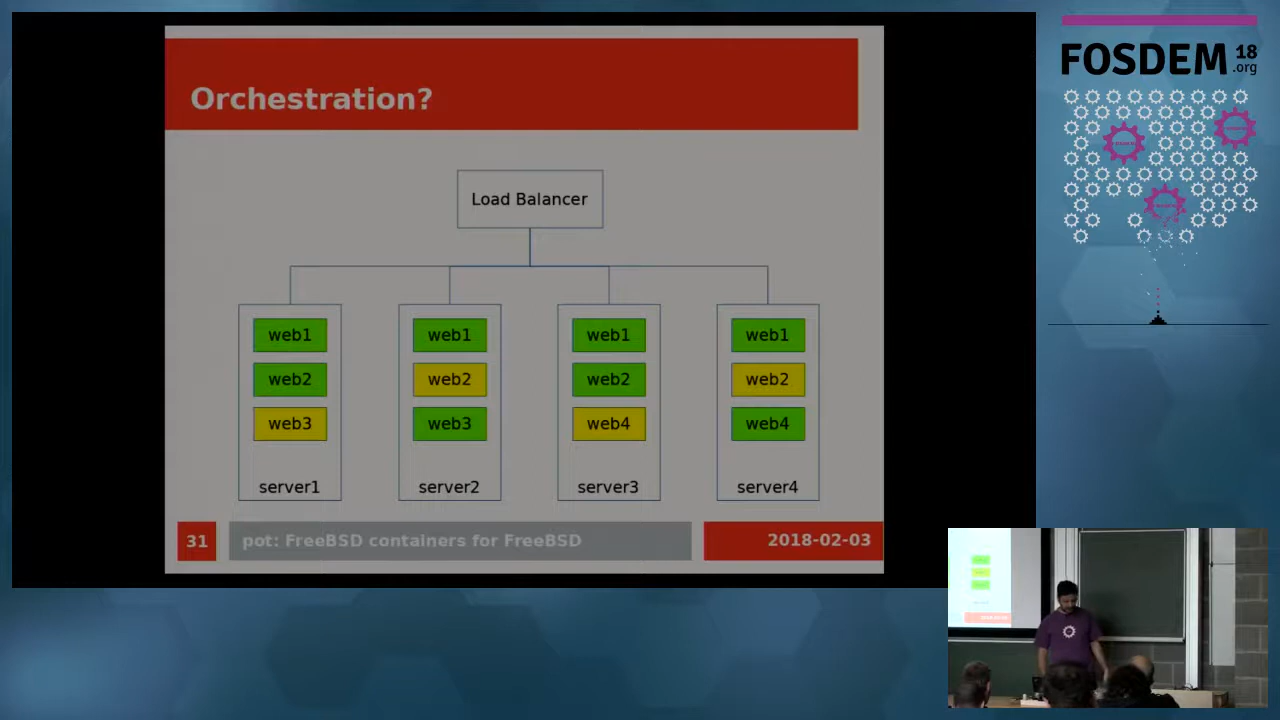 Orchestration?
Load Balancer
web1
web2
web3
server1
web1
web2
web3
server2
web1
web2
web4
server3
web1
web2
web4
server4
31
pot: FreeBSD containers for FreeBSD
2018-02-03
FOSDEM 18
.org